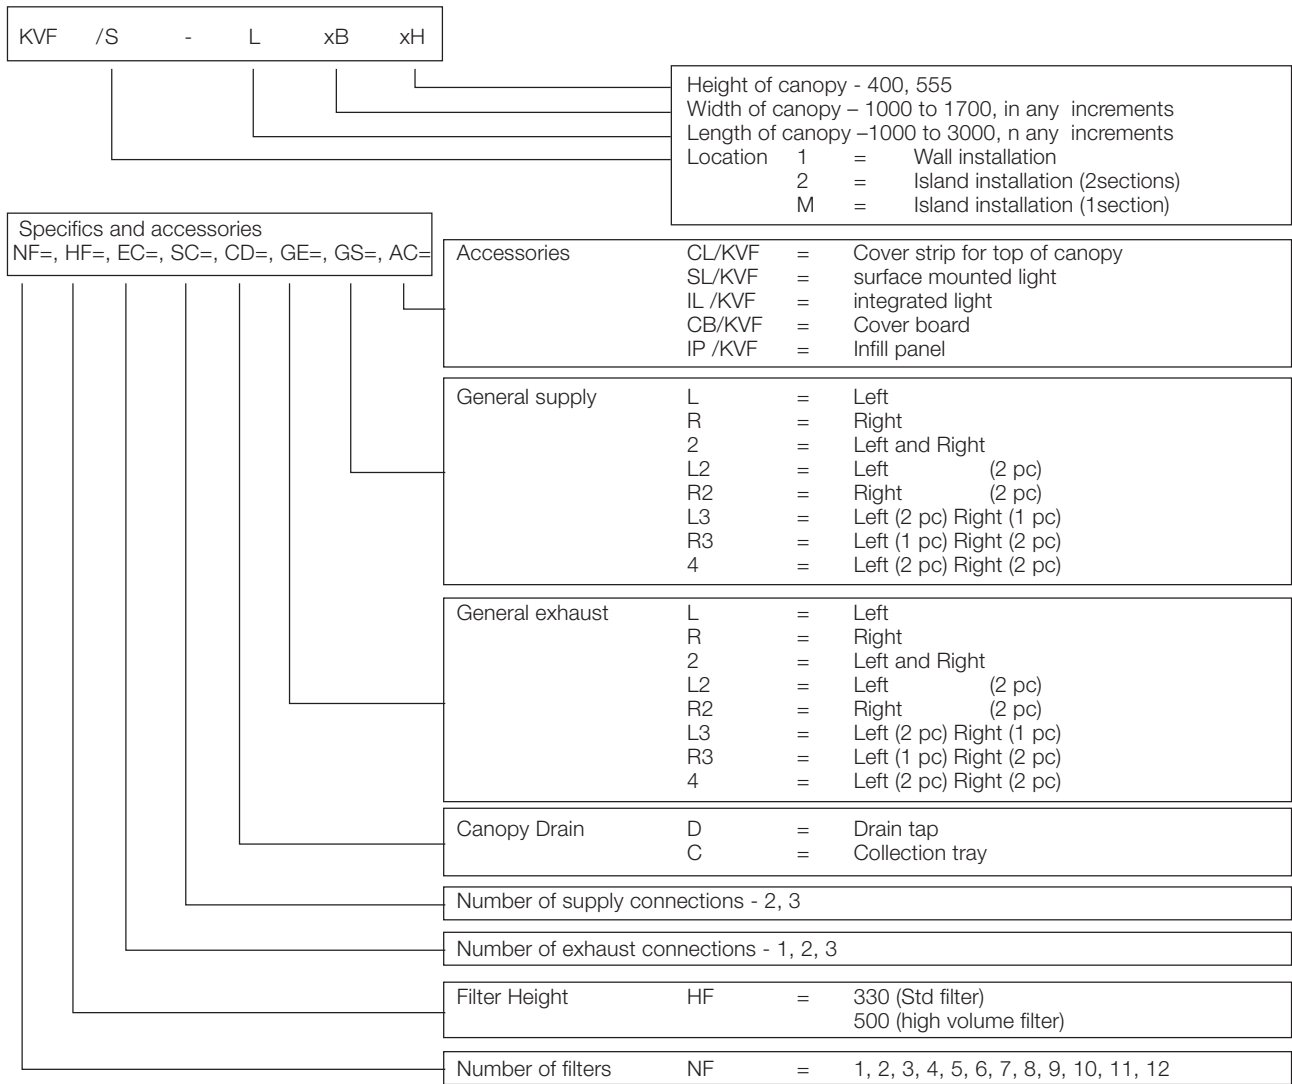 KVF /S - L xB xH
Height of canopy - 400, 555
Width of canopy – 1000 to 1700, in any increments
Length of canopy –1000 to 3000, n any increments
Location 1 = Wall installation
2 = Island installation (2sections)
M = Island installation (1section)
Specifics and accessories
NF=, HF=, EC=, SC=, CD=, GE=, GS=, AC=
Accessories CL/KVF = Cover strip for top of canopy
SL/KVF = surface mounted light
IL /KVF = integrated light
CB/KVF = Cover board
IP /KVF = Infill panel
General supply L = Left
R = Right
2 = Left and Right
L2 = Left (2 pc)
R2 = Right (2 pc)
L3 = Left (2 pc) Right (1 pc)
R3 = Left (1 pc) Right (2 pc)
4 = Left (2 pc) Right (2 pc)
General exhaust L = Left
R = Right
2 = Left and Right
L2 = Left (2 pc)
R2 = Right (2 pc)
L3 = Left (2 pc) Right (1 pc)
R3 = Left (1 pc) Right (2 pc)
4 = Left (2 pc) Right (2 pc)
Canopy Drain D = Drain tap
C = Collection tray
Number of supply connections - 2, 3
Number of exhaust connections - 1, 2, 3
Filter Height HF = 330 (Std filter)
500 (high volume filter)
Number of filters NF = 1, 2, 3, 4, 5, 6, 7, 8, 9, 10, 11, 12